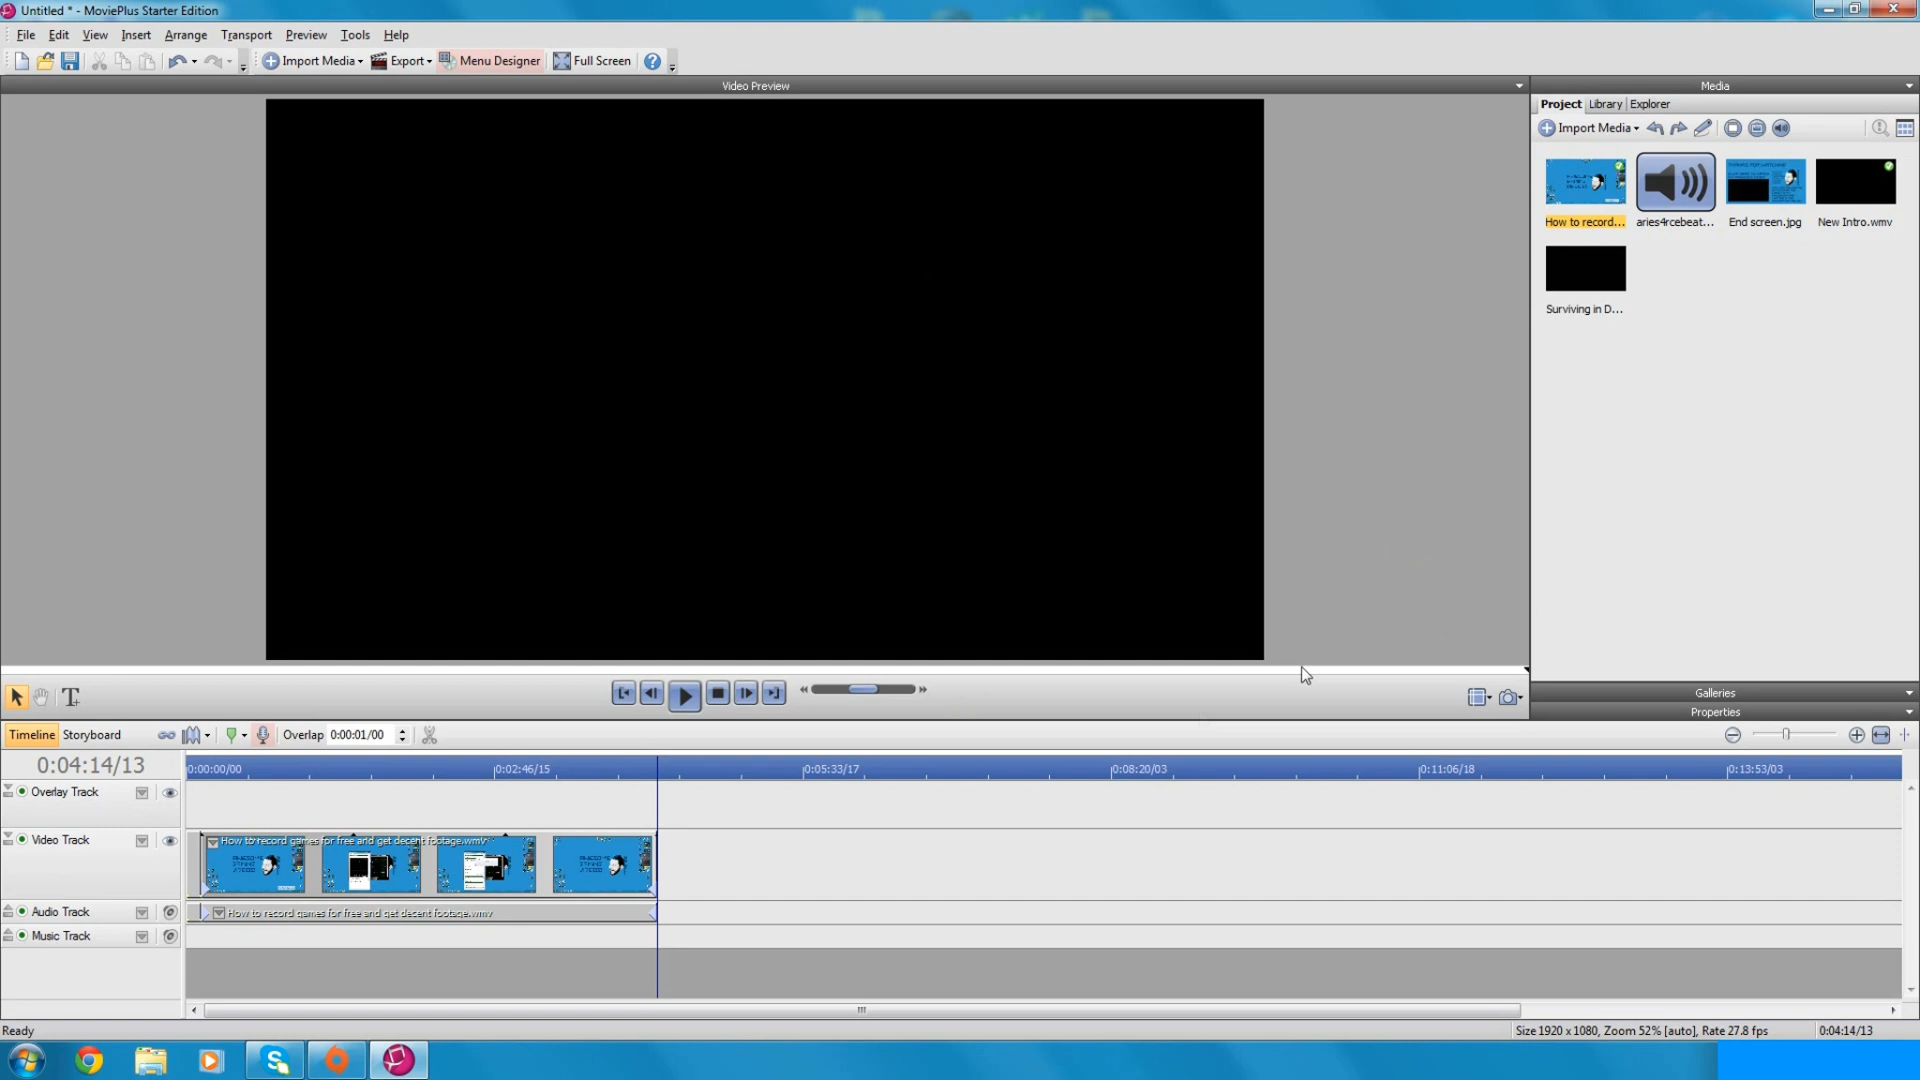 Untitled * - MoviePlus Starter Edition
File Edit View Insert Arrange Transport Preview Tools Help
Import Media Export Menu Designer Full Screen
Video Preview
Media
Project Library Explorer
Import Media
How to record... aries4rcebeat... End screen.jpg New Intro.wmv
Surviving in D...
Galleries
Properties
Timeline Storyboard Overlap 0:00:01/00
0:04:14/13
0:00:00/00 0:02:46/15 0:05:33/17 0:08:20/03 0:11:06/18 0:13:53/03
Overlay Track
Video Track
How to record games for free and get decent footage.wmv
Audio Track
How to record games for free and get decent footage.wmv
Music Track
Ready
Size 1920 x 1080, Zoom 52% [auto], Rate 27.8 fps 0:04:14/13